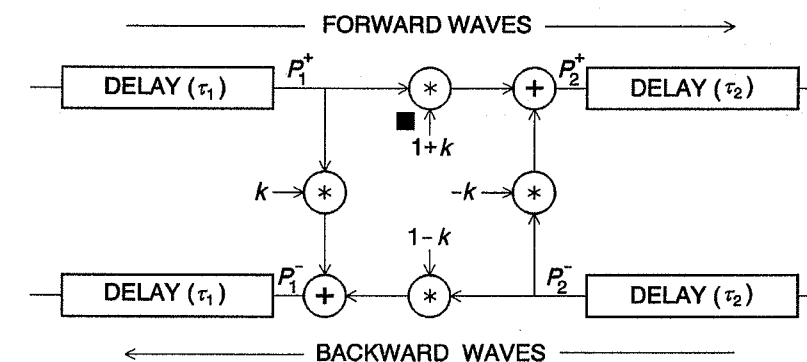 FORWARD WAVES
DELAY (τ₁) P₁⁺ * + P₂⁺ DELAY (τ₂)
1+k
k * -k *
1-k
DELAY (τ₁) P₁⁻ + * P₂⁻ DELAY (τ₂)
BACKWARD WAVES